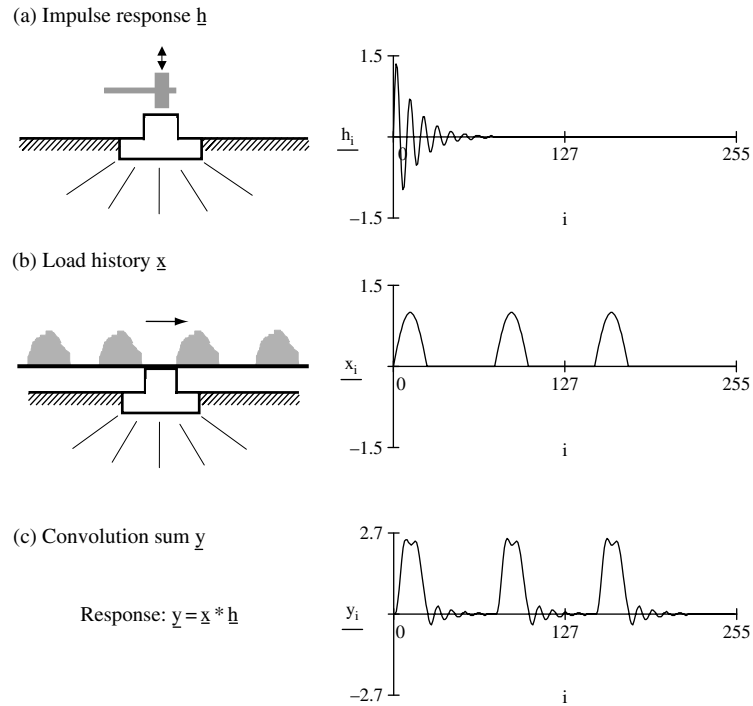 (a) Impulse response h
1.5
h_i
0
127
255
–1.5
i
(b) Load history x
1.5
x_i
0
127
255
–1.5
i
(c) Convolution sum y
2.7
Response: y = x * h
y_i
0
127
255
–2.7
i